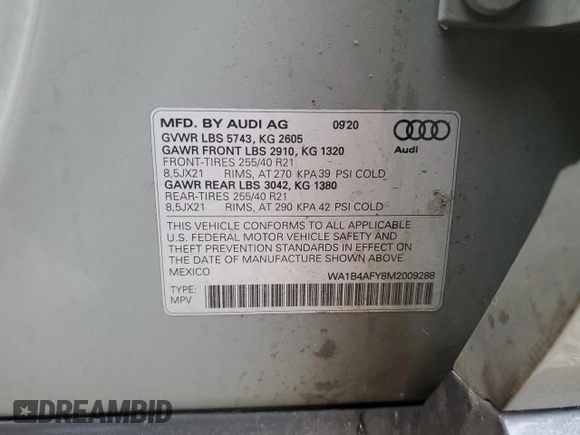 MFD. BY AUDI AG 09'20
GVWR LBS 5743, KG 2605
GAWR FRONT LBS 2910, KG 1320
FRONT-TIRES 255/40 R21
8,5JX21 RIMS, AT 270 KPA 39 PSI COLD
GAWR REAR LBS 3042, KG 1380
REAR-TIRES 255/40 R21
8,5JX21 RIMS, AT 290 KPA 42 PSI COLD
Audi
THIS VEHICLE CONFORMS TO ALL APPLICABLE
U.S. FEDERAL MOTOR VEHICLE SAFETY AND
THEFT PREVENTION STANDARDS IN EFFECT ON
THE DATE OF MANUFACTURE SHOWN ABOVE.
MEXICO WA1B4AFY8M2009288
TYPE:
MPV
DREAMBID